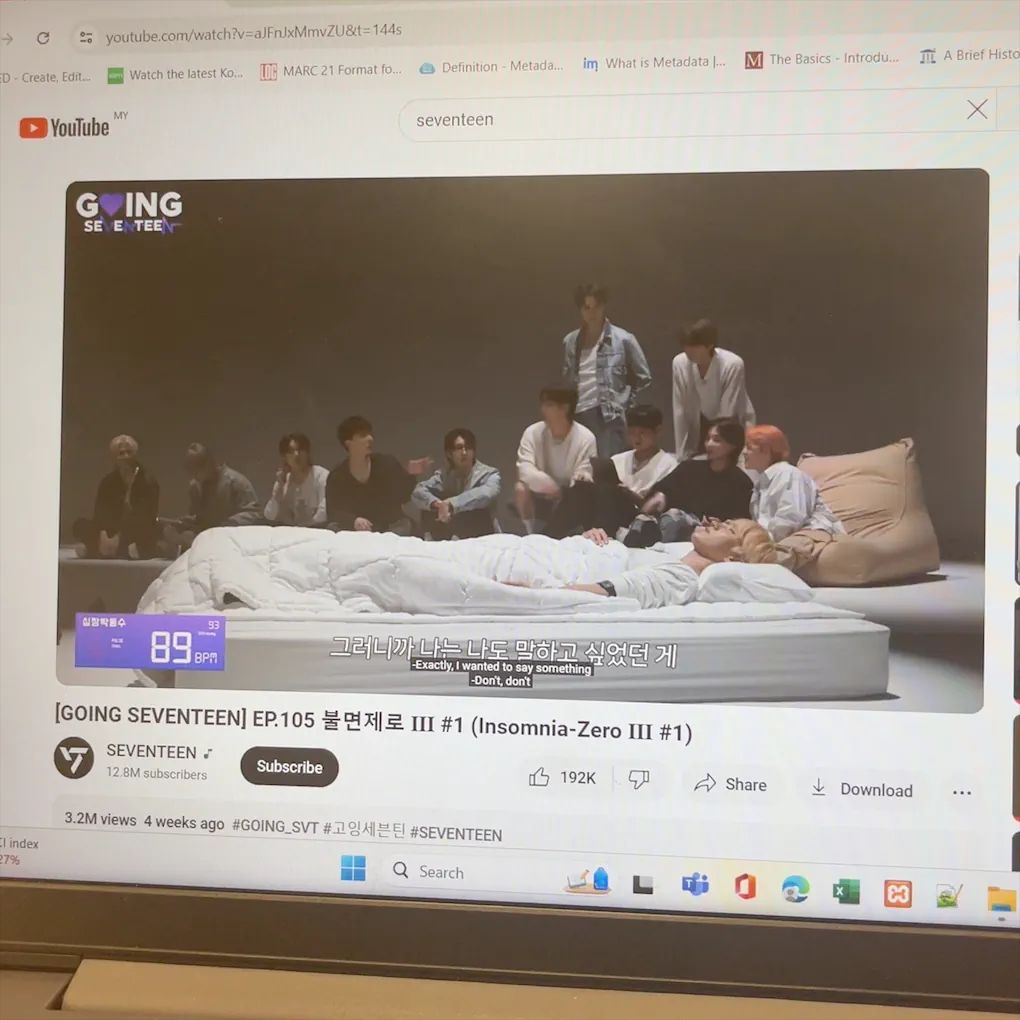 youtube.com/watch?v=aJFnJxMmvZU&t=144s
ED - Create, Edit...
Watch the latest Ko...
MARC 21 Format fo...
Definition - Metada...
What is Metadata |...
The Basics - Introdu...
A Brief Histo
YouTube MY
seventeen
GOING
SEVENTEEN
심장박동수
93
89 BPM
그러니까 나는 나도 말하고 싶었던 게
-Exactly, I wanted to say something
-Don't, don't
[GOING SEVENTEEN] EP.105 불면제로 III #1 (Insomnia-Zero III #1)
SEVENTEEN ♪
12.8M subscribers
Subscribe
192K
Share
Download
3.2M views 4 weeks ago #GOING_SVT #고잉세븐틴 #SEVENTEEN
index
27%
Search